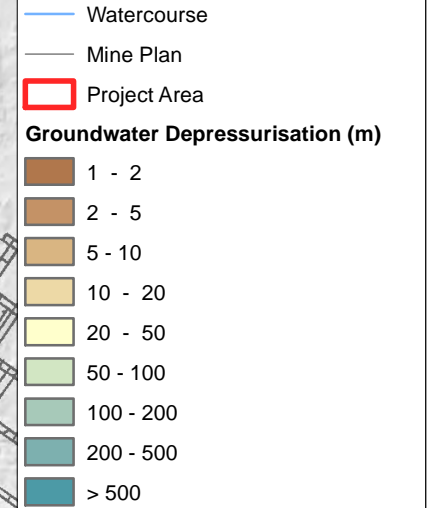 Watercourse
Mine Plan
Project Area
Groundwater Depressurisation (m)
1 - 2
2 - 5
5 - 10
10 - 20
20 - 50
50 - 100
100 - 200
200 - 500
> 500